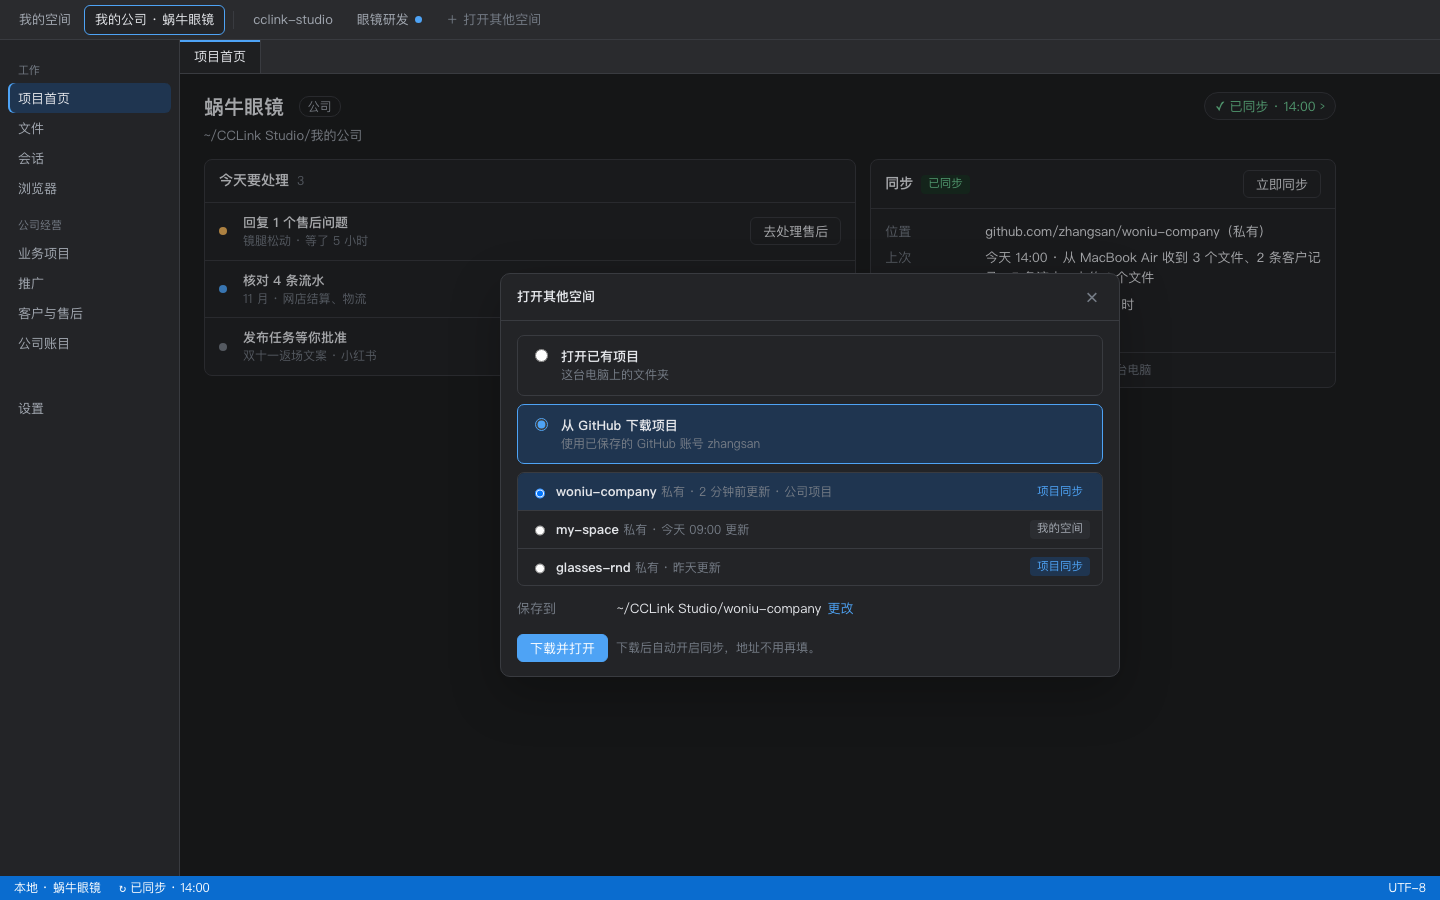 我的空间
我的公司 · 蜗牛眼镜
cclink-studio
眼镜研发
+ 打开其他空间
工作
项目首页
文件
会话
浏览器
公司经营
业务项目
推广
客户与售后
公司账目
设置
项目首页
蜗牛眼镜 公司
✓ 已同步 · 14:00 ›
~/CCLink Studio/我的公司
今天要处理 3
回复 1 个售后问题
镜腿松动 · 等了 5 小时
去处理售后
核对 4 条流水
11 月 · 网店结算、物流
发布任务等你批准
双十一返场文案 · 小红书
同步 已同步
立即同步
位置 github.com/zhangsan/woniu-company（私有）
上次 今天 14:00 · 从 MacBook Air 收到 3 个文件、2 条客户记
个文件
时
台电脑
打开其他空间
×
打开已有项目
这台电脑上的文件夹
从 GitHub 下载项目
使用已保存的 GitHub 账号 zhangsan
woniu-company 私有 · 2 分钟前更新 · 公司项目 项目同步
my-space 私有 · 今天 09:00 更新 我的空间
glasses-rnd 私有 · 昨天更新 项目同步
保存到 ~/CCLink Studio/woniu-company 更改
下载并打开 下载后自动开启同步，地址不用再填。
本地 · 蜗牛眼镜 ↻ 已同步 · 14:00
UTF-8